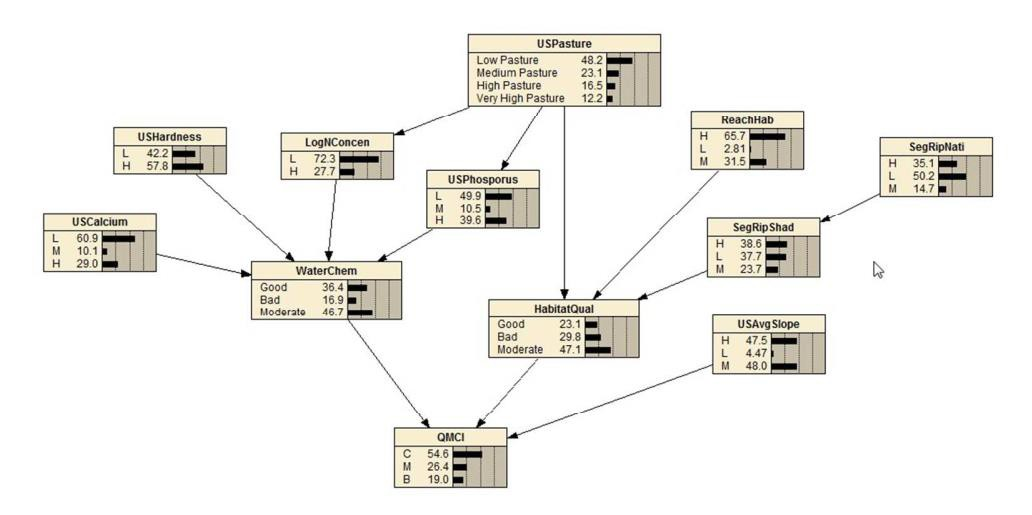 USPasture
Low Pasture 48.2
Medium Pasture 23.1
High Pasture 16.5
Very High Pasture 12.2
USHardness
L 42.2
H 57.8
LogNConcen
L 72.3
H 27.7
ReachHab
H 65.7
L 2.81
M 31.5
SegRipNati
H 35.1
L 50.2
M 14.7
USPhosporus
L 49.9
M 10.5
H 39.6
USCalcium
L 60.9
M 10.1
H 29.0
SegRipShad
H 38.6
L 37.7
M 23.7
WaterChem
Good 36.4
Bad 16.9
Moderate 46.7
HabitatQual
Good 23.1
Bad 29.8
Moderate 47.1
USAvgSlope
H 47.5
L 4.47
M 48.0
QMCI
C 54.6
M 26.4
B 19.0